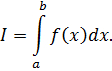 I = ∫_a^b f(x)dx.